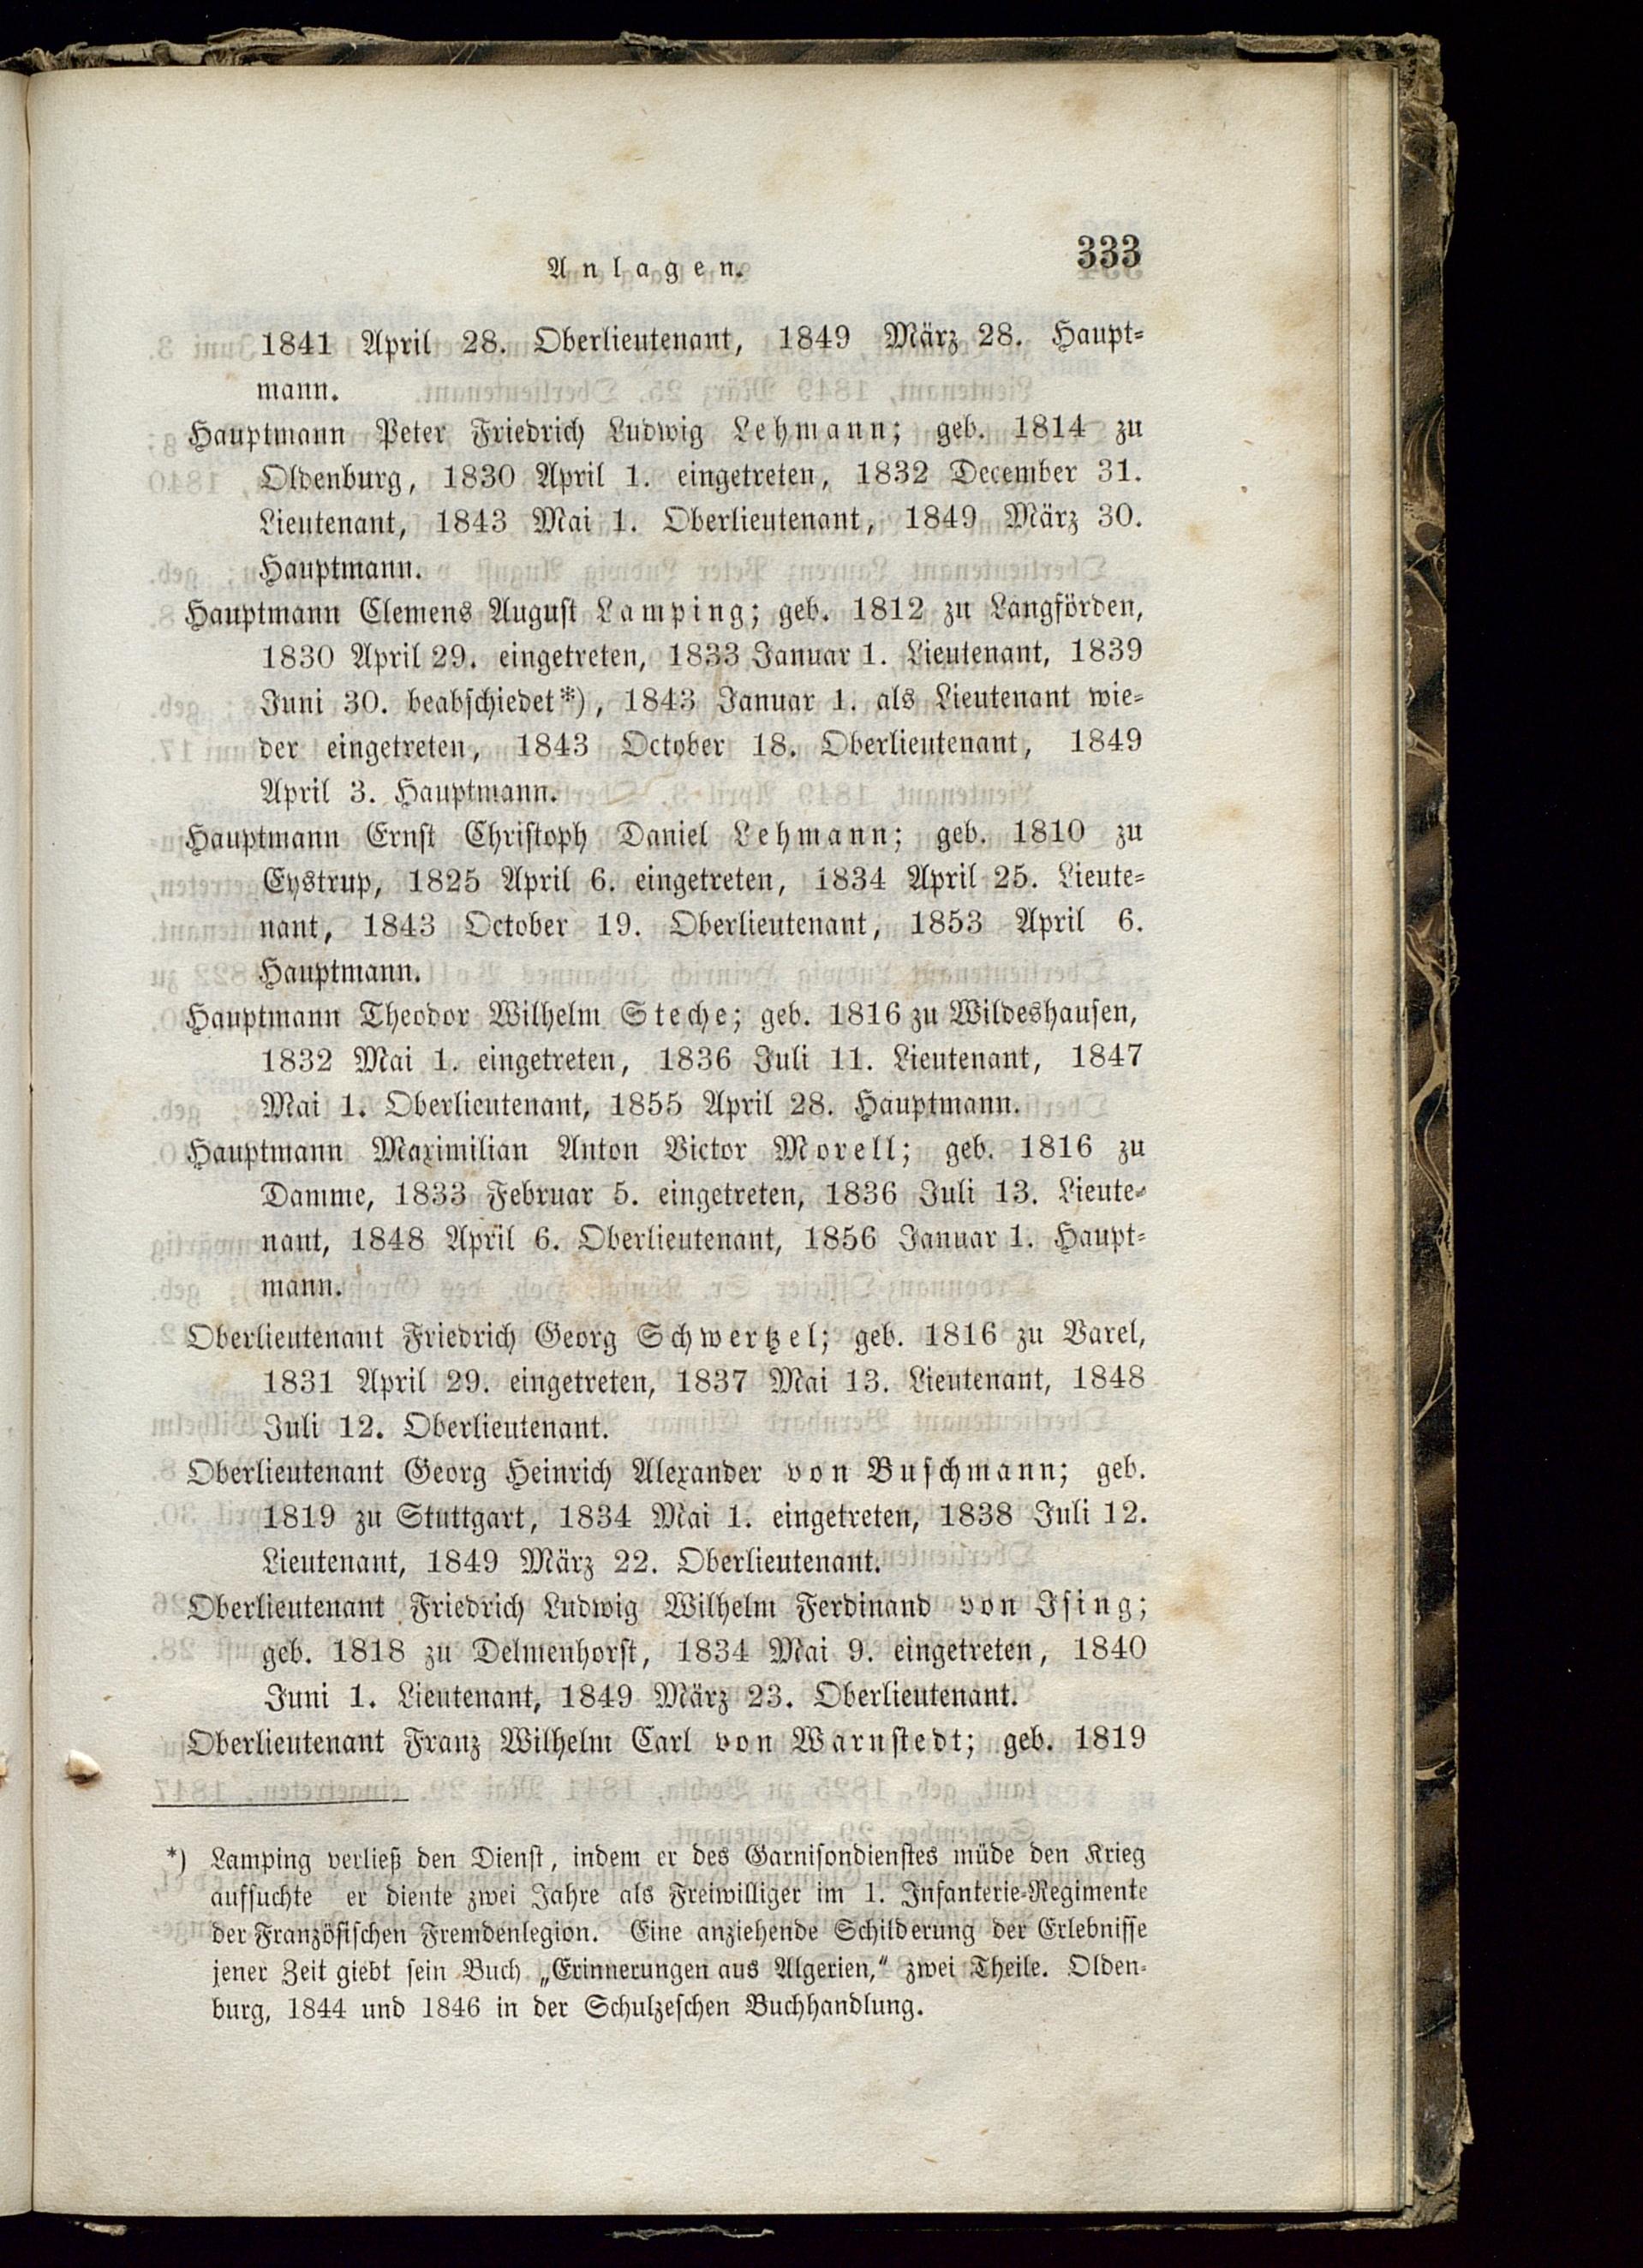 Anlagen. 333
1841 April 28. Oberlieutenant, 1849 März 28. Haupt-
mann.
Hauptmann Peter Friedrich Ludwig Lehmann; geb. 1814 zu
Oldenburg, 1830 April 1. eingetreten, 1832 December 31.
Lieutenant, 1843 Mai 1. Oberlieutenant, 1849 März 30.
Hauptmann.
Hauptmann Clemens August Lamping; geb. 1812 zu Langförden,
1830 April 29. eingetreten, 1833 Januar 1. Lieutenant, 1839
Juni 30. beabschiedet*), 1843 Januar 1. als Lieutenant wie-
der eingetreten, 1843 October 18. Oberlieutenant, 1849
April 3. Hauptmann.
Hauptmann Ernst Christoph Daniel Lehmann; geb. 1810 zu
Eystrup, 1825 April 6. eingetreten, 1834 April 25. Lieute-
nant, 1843 October 19. Oberlieutenant, 1853 April 6.
Hauptmann.
Hauptmann Theodor Wilhelm Steche; geb. 1816 zu Wildeshausen,
1832 Mai 1. eingetreten, 1836 Juli 11. Lieutenant, 1847
Mai 1. Oberlieutenant, 1855 April 28. Hauptmann.
Hauptmann Maximilian Anton Victor Morell; geb. 1816 zu
Damme, 1833 Februar 5. eingetreten, 1836 Juli 13. Lieute-
nant, 1848 April 6. Oberlieutenant, 1856 Januar 1. Haupt-
mann.
Oberlieutenant Friedrich Georg Schwertzel; geb. 1816 zu Varel,
1831 April 29. eingetreten, 1837 Mai 13. Lieutenant, 1848
Juli 12. Oberlieutenant.
Oberlieutenant Georg Heinrich Alexander von Buschmann; geb.
1819 zu Stuttgart, 1834 Mai 1. eingetreten, 1838 Juli 12.
Lieutenant, 1849 März 22. Oberlieutenant.
Oberlieutenant Friedrich Ludwig Wilhelm Ferdinand von Ising;
geb. 1818 zu Delmenhorst, 1834 Mai 9. eingetreten, 1840
Juni 1. Lieutenant, 1849 März 23. Oberlieutenant.
Oberlieutenant Franz Wilhelm Carl von Warnstedt; geb. 1819
*) Lamping verließ den Dienst, indem er des Garnisondienstes müde den Krieg
aufsuchte er diente zwei Jahre als Freiwilliger im 1. Infanterie-Regimente
der Französischen Fremdenlegion. Eine anziehende Schilderung der Erlebnisse
jener Zeit giebt sein Buch „Erinnerungen aus Algerien,“ zwei Theile. Olden-
burg, 1844 und 1846 in der Schulzeschen Buchhandlung.